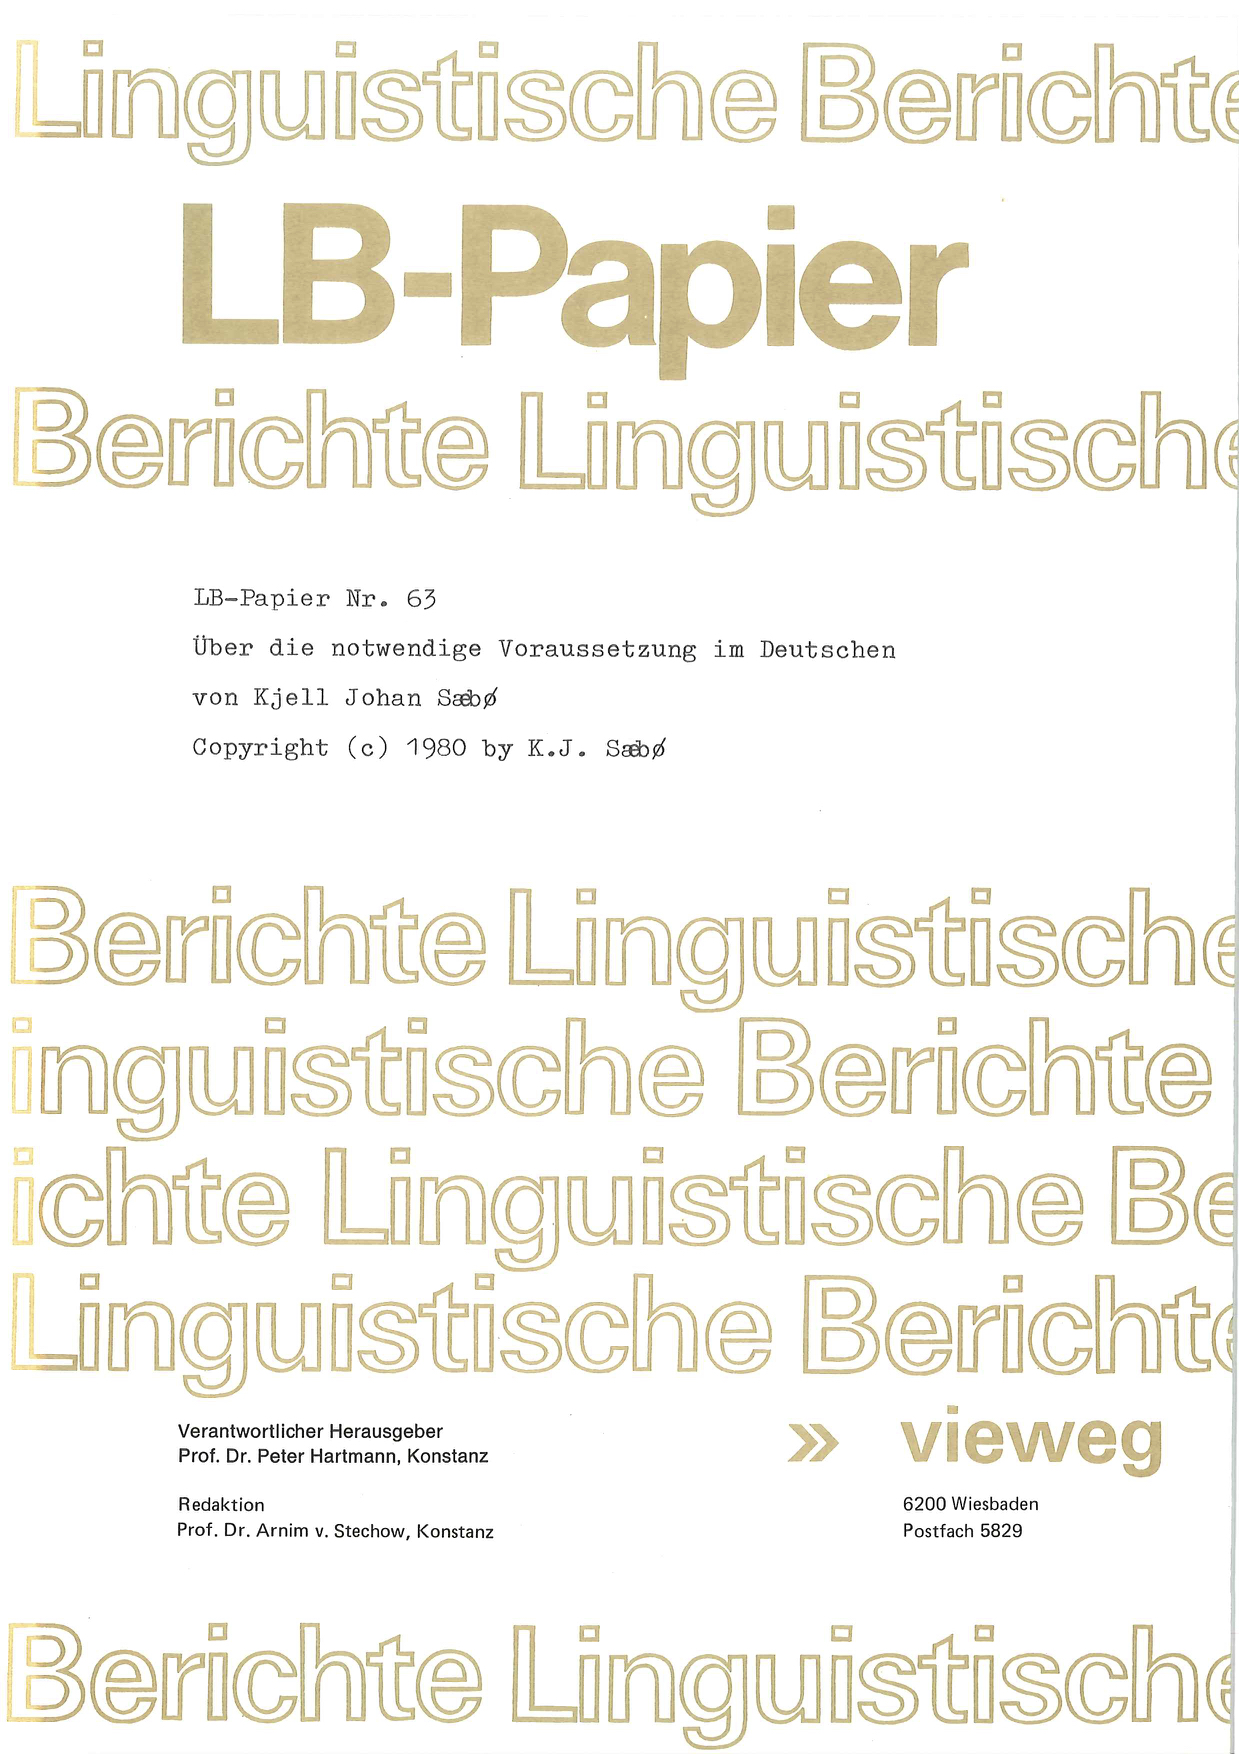 Linguistische Berichte
LB-Papier
Berichte Linguistische
LB-Papier Nr. 63
Über die notwendige Voraussetzung im Deutschen
von Kjell Johan Sæbø
Copyright (c) 1980 by K.J. Sæbø
Berichte Linguistische
inguistische Berichte
ichte Linguistische Be
Linguistische Berichte
Verantwortlicher Herausgeber
Prof. Dr. Peter Hartmann, Konstanz
» vieweg
Redaktion
Prof. Dr. Arnim v. Stechow, Konstanz
6200 Wiesbaden
Postfach 5829
Berichte Linguistische